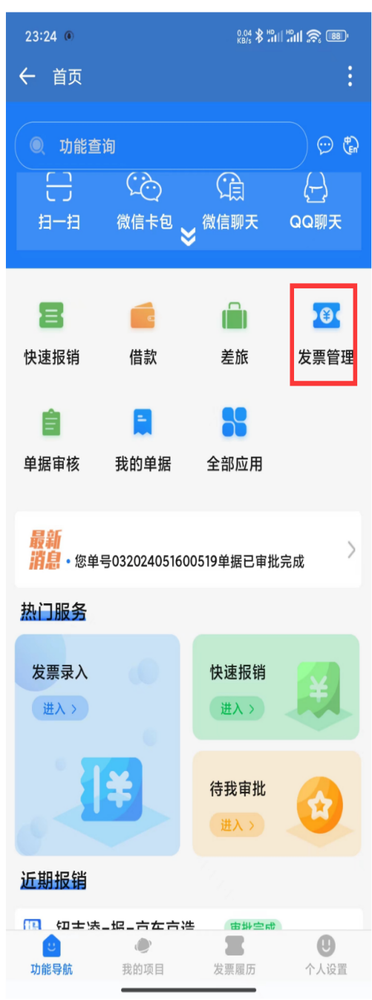 23:24 0.04 KB/s HD HD 88
首页
功能查询 中 En
扫一扫 微信卡包 微信聊天 QQ聊天
快速报销 借款 差旅 发票管理
单据审核 我的单据 全部应用
最新
消息 • 您单号032024051600519单据已审批完成
热门服务
发票录入
进入 >
快速报销
进入 >
待我审批
进入 >
近期报销
审批完成
功能导航 我的项目 发票履历 个人设置